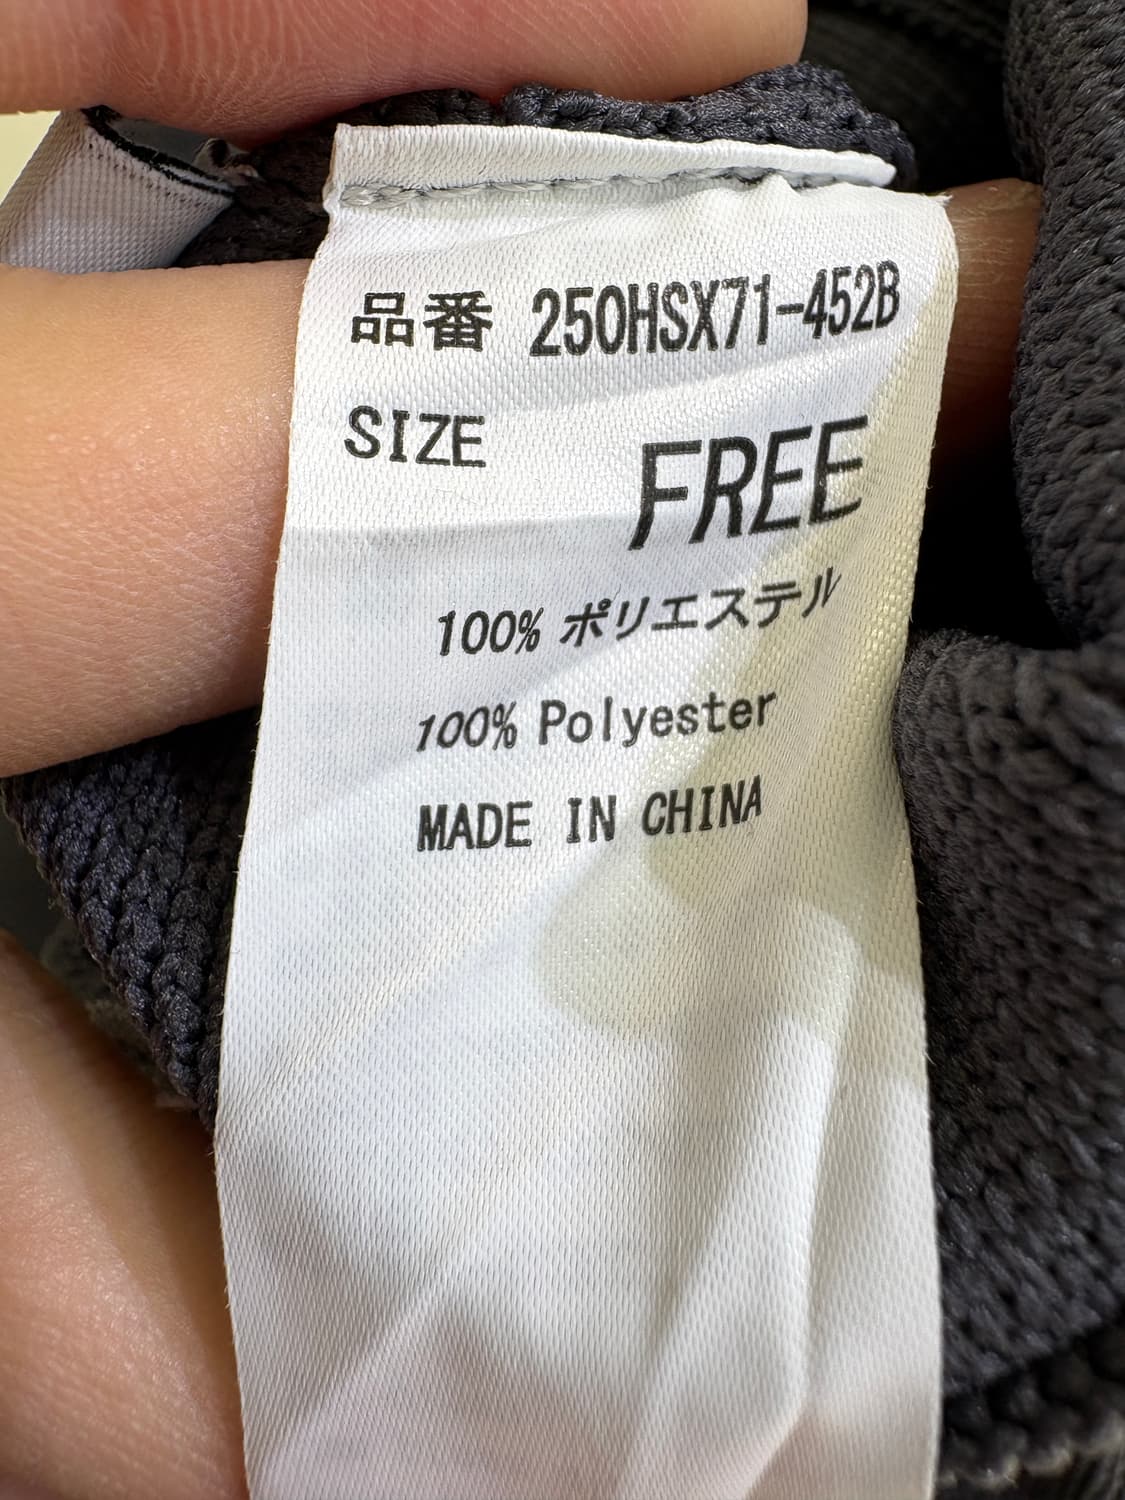 品番 250HSX71-452B
SIZE
FREE
100% ポリエステル
100% Polyester
MADE IN CHINA